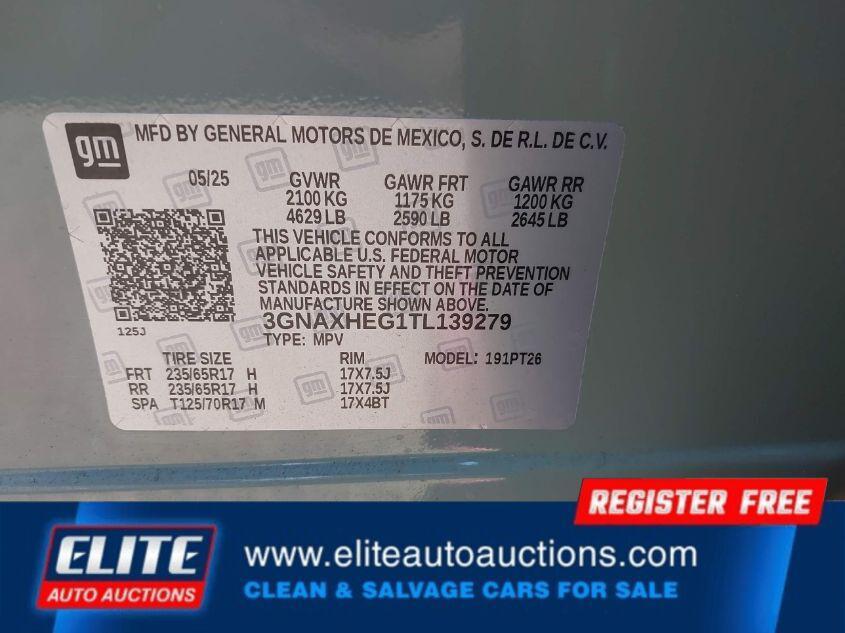 gm MFD BY GENERAL MOTORS DE MEXICO, S. DE R.L. DE C.V.
05/25 GVWR GAWR FRT GAWR RR
2100 KG 1175 KG 1200 KG
4629 LB 2590 LB 2645 LB
THIS VEHICLE CONFORMS TO ALL
APPLICABLE U.S. FEDERAL MOTOR
VEHICLE SAFETY AND THEFT PREVENTION
STANDARDS IN EFFECT ON THE DATE OF
MANUFACTURE SHOWN ABOVE.
125J 3GNAXHEG1TL139279
TYPE: MPV
TIRE SIZE RIM MODEL: 191PT26
FRT 235/65R17 H 17X7.5J
RR 235/65R17 H 17X7.5J
SPA T125/70R17 M 17X4BT
REGISTER FREE
ELITE
AUTO AUCTIONS
www.eliteautoauctions.com
CLEAN & SALVAGE CARS FOR SALE